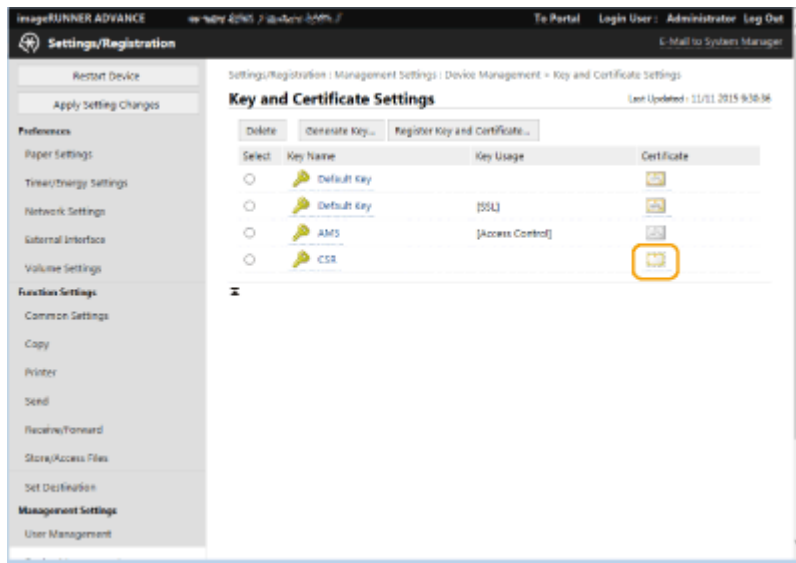 imageRUNNER ADVANCE
To Portal Login User : Administrator Log Out
Settings/Registration
E-Mail to System Manager
Restart Device
Apply Setting Changes
Preferences
Paper Settings
Timer/Energy Settings
Network Settings
External Interface
Volume Settings
Function Settings
Common Settings
Copy
Printer
Send
Receive/Forward
Store/Access Files
Set Destination
Management Settings
User Management
Settings/Registration : Management Settings : Device Management > Key and Certificate Settings
Key and Certificate Settings
Last Updated : 11/11 2015 9:30:36
Delete Generate Key... Register Key and Certificate...
Select Key Name Key Usage Certificate
Default Key
Default Key [SSL]
AMS [Access Control]
CSR